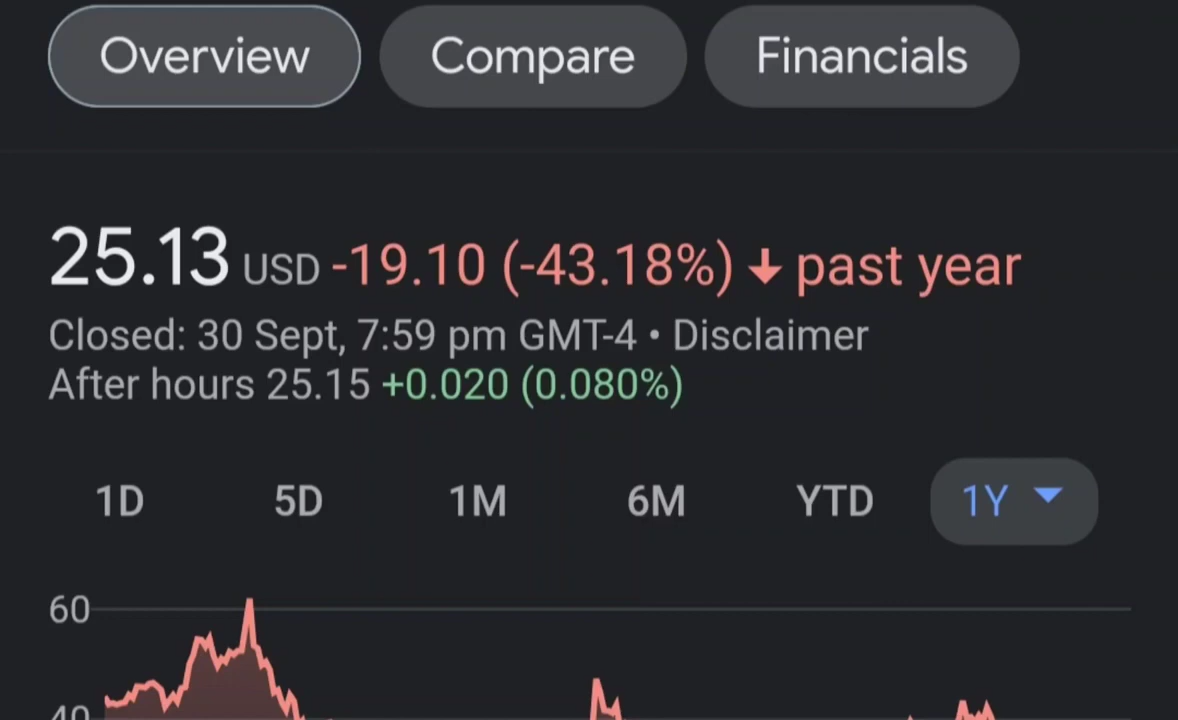 Overview Compare Financials
25.13 USD -19.10 (-43.18%) ↓ past year
Closed: 30 Sept, 7:59 pm GMT-4 • Disclaimer
After hours 25.15 +0.020 (0.080%)
1D 5D 1M 6M YTD 1Y
60
40